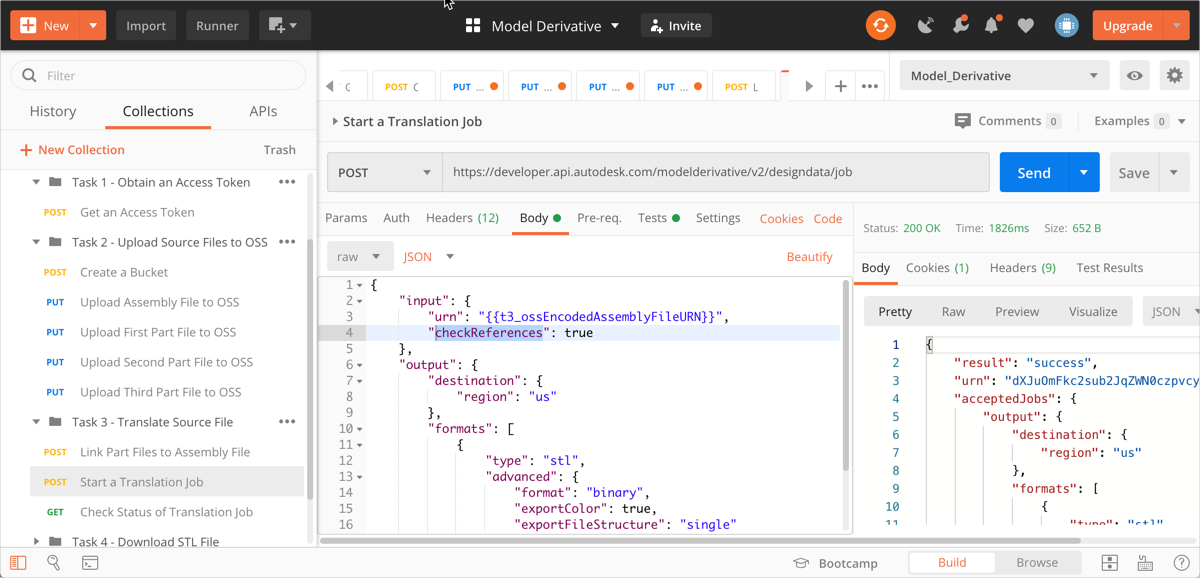 New
Import
Runner
Model Derivative
Invite
Upgrade
Filter
History
Collections
APIs
New Collection
Trash
Task 1 - Obtain an Access Token
POST Get an Access Token
Task 2 - Upload Source Files to OSS
POST Create a Bucket
PUT Upload Assembly File to OSS
PUT Upload First Part File to OSS
PUT Upload Second Part File to OSS
PUT Upload Third Part File to OSS
Task 3 - Translate Source File
POST Link Part Files to Assembly File
POST Start a Translation Job
GET Check Status of Translation Job
Task 4 - Download STL File
C
POST C
PUT ...
PUT ...
PUT ...
PUT ...
POST L
Model_Derivative
Start a Translation Job
Comments 0
Examples 0
POST
https://developer.api.autodesk.com/modelderivative/v2/designdata/job
Send
Save
Params Auth Headers (12) Body Pre-req. Tests Settings Cookies Code
raw JSON Beautify
1 {
2 "input": {
3 "urn": "{{t3_ossEncodedAssemblyFileURN}}",
4 "checkReferences": true
5 },
6 "output": {
7 "destination": {
8 "region": "us"
9 },
10 "formats": [
11 {
12 "type": "stl",
13 "advanced": {
14 "format": "binary",
15 "exportColor": true,
16 "exportFileStructure": "single"
Status: 200 OK Time: 1826ms Size: 652 B
Body Cookies (1) Headers (9) Test Results
Pretty Raw Preview Visualize JSON
1 {
2 "result": "success",
3 "urn": "dXJuOmFkc2sub2JqZWN0czpvcy
4 "acceptedJobs": {
5 "output": {
6 "destination": {
7 "region": "us"
8 },
9 "formats": [
10 {
11 "type": "stl"
Bootcamp
Build
Browse